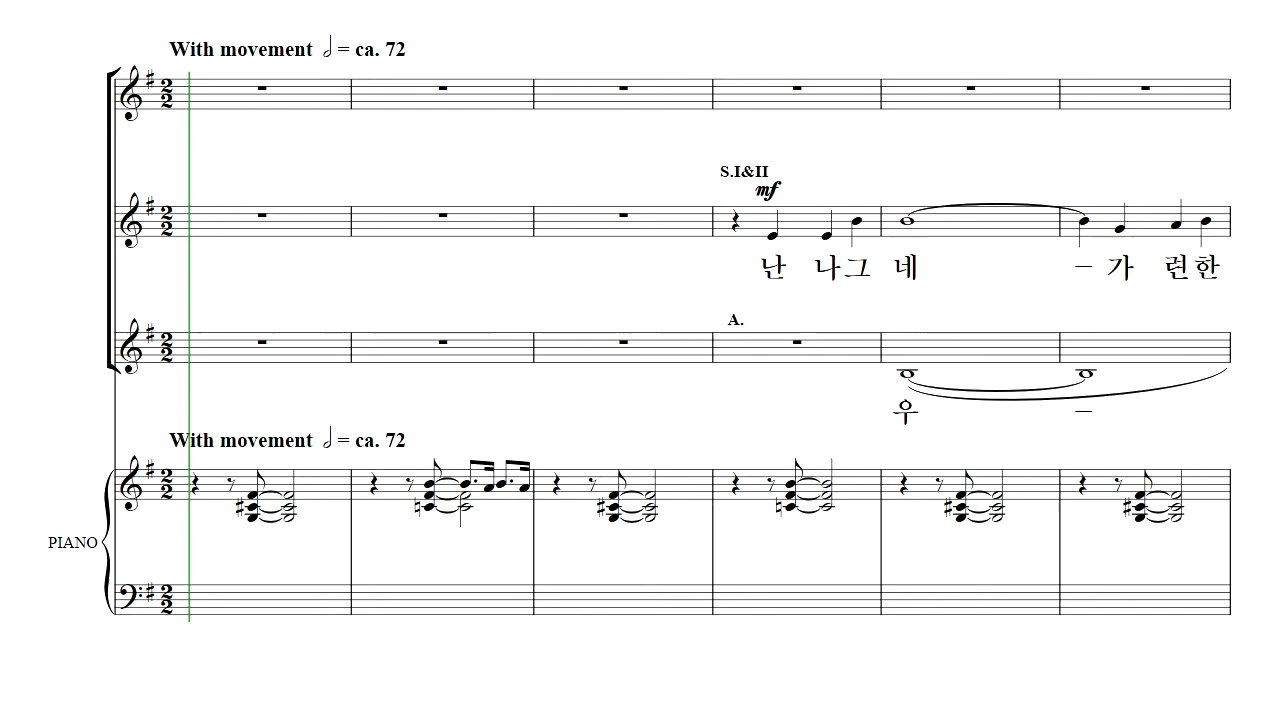 With movement 𝅗𝅥 = ca. 72
S.I&II
mf
난 나그 네 – 가 련한
A.
우 –
With movement 𝅗𝅥 = ca. 72
PIANO